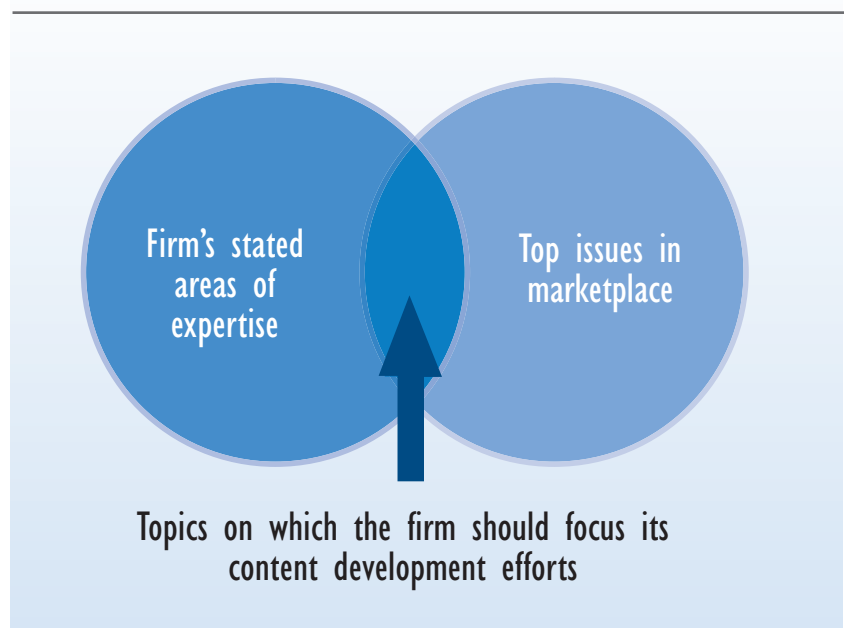 Firm's stated
areas of
expertise
Top issues in
marketplace
Topics on which the firm should focus its
content development efforts